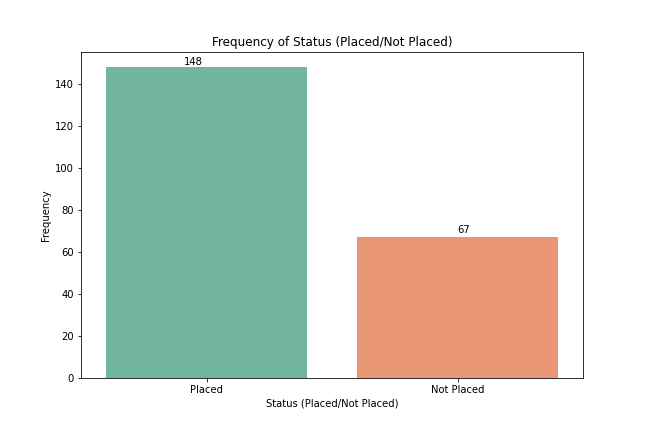 Frequency of Status (Placed/Not Placed)
148
67
140
120
100
80
60
40
20
0
Frequency
Placed
Not Placed
Status (Placed/Not Placed)